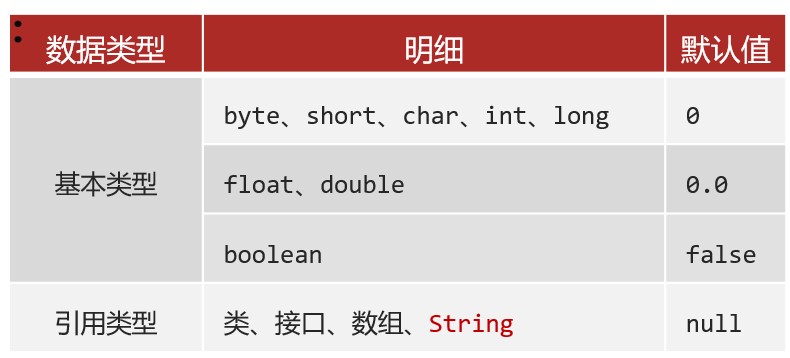 数据类型 明细 默认值
byte、short、char、int、long 0
基本类型 float、double 0.0
boolean false
引用类型 类、接口、数组、String null